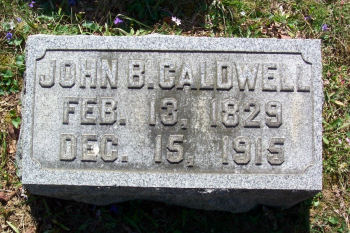 JOHN B. CALDWELL
FEB. 13, 1829
DEC. 15, 1915